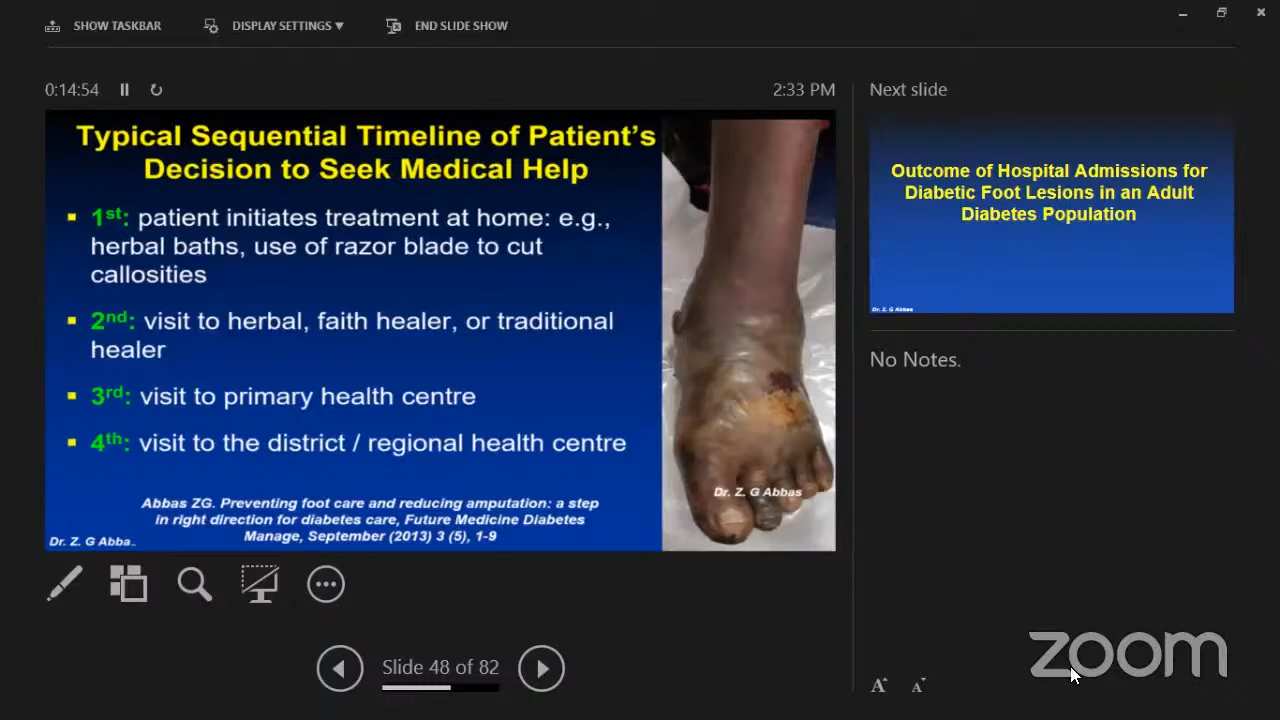 SHOW TASKBAR
DISPLAY SETTINGS ▼
END SLIDE SHOW
0:14:54
2:33 PM
Typical Sequential Timeline of Patient's
Decision to Seek Medical Help
1st: patient initiates treatment at home: e.g.,
herbal baths, use of razor blade to cut
callosities
2nd: visit to herbal, faith healer, or traditional
healer
3rd: visit to primary health centre
4th: visit to the district / regional health centre
Abbas ZG. Preventing foot care and reducing amputation: a step
in right direction for diabetes care, Future Medicine Diabetes
Manage, September (2013) 3 (5), 1-9
Dr. Z. G Abba..
Dr. Z. G Abbas
Slide 48 of 82
Next slide
Outcome of Hospital Admissions for
Diabetic Foot Lesions in an Adult
Diabetes Population
Dr. Z. G Abbas
No Notes.
A A
zoom